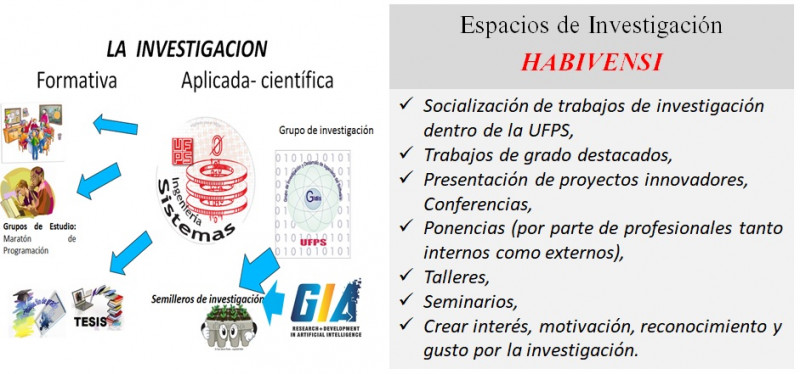 LA INVESTIGACION
Formativa
Aplicada- científica
Grupo de investigación
UFPS
Ingeniería
Sistemas
Gidis
UFPS
Grupos de Estudio:
Maratón de
Programación
TESIS
Semilleros de investigación
GIA
RESEARCH & DEVELOPMENT
IN ARTIFICIAL INTELLIGENCE
Espacios de Investigación
HABIVENSI
✓ Socialización de trabajos de investigación
dentro de la UFPS,
✓ Trabajos de grado destacados,
✓ Presentación de proyectos innovadores,
Conferencias,
✓ Ponencias (por parte de profesionales tanto
internos como externos),
✓ Talleres,
✓ Seminarios,
✓ Crear interés, motivación, reconocimiento y
gusto por la investigación.